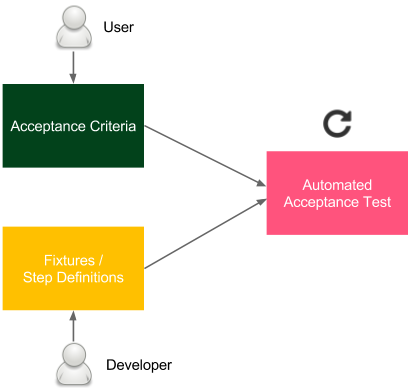 User
Acceptance Criteria
Automated
Acceptance Test
Fixtures /
Step Definitions
Developer